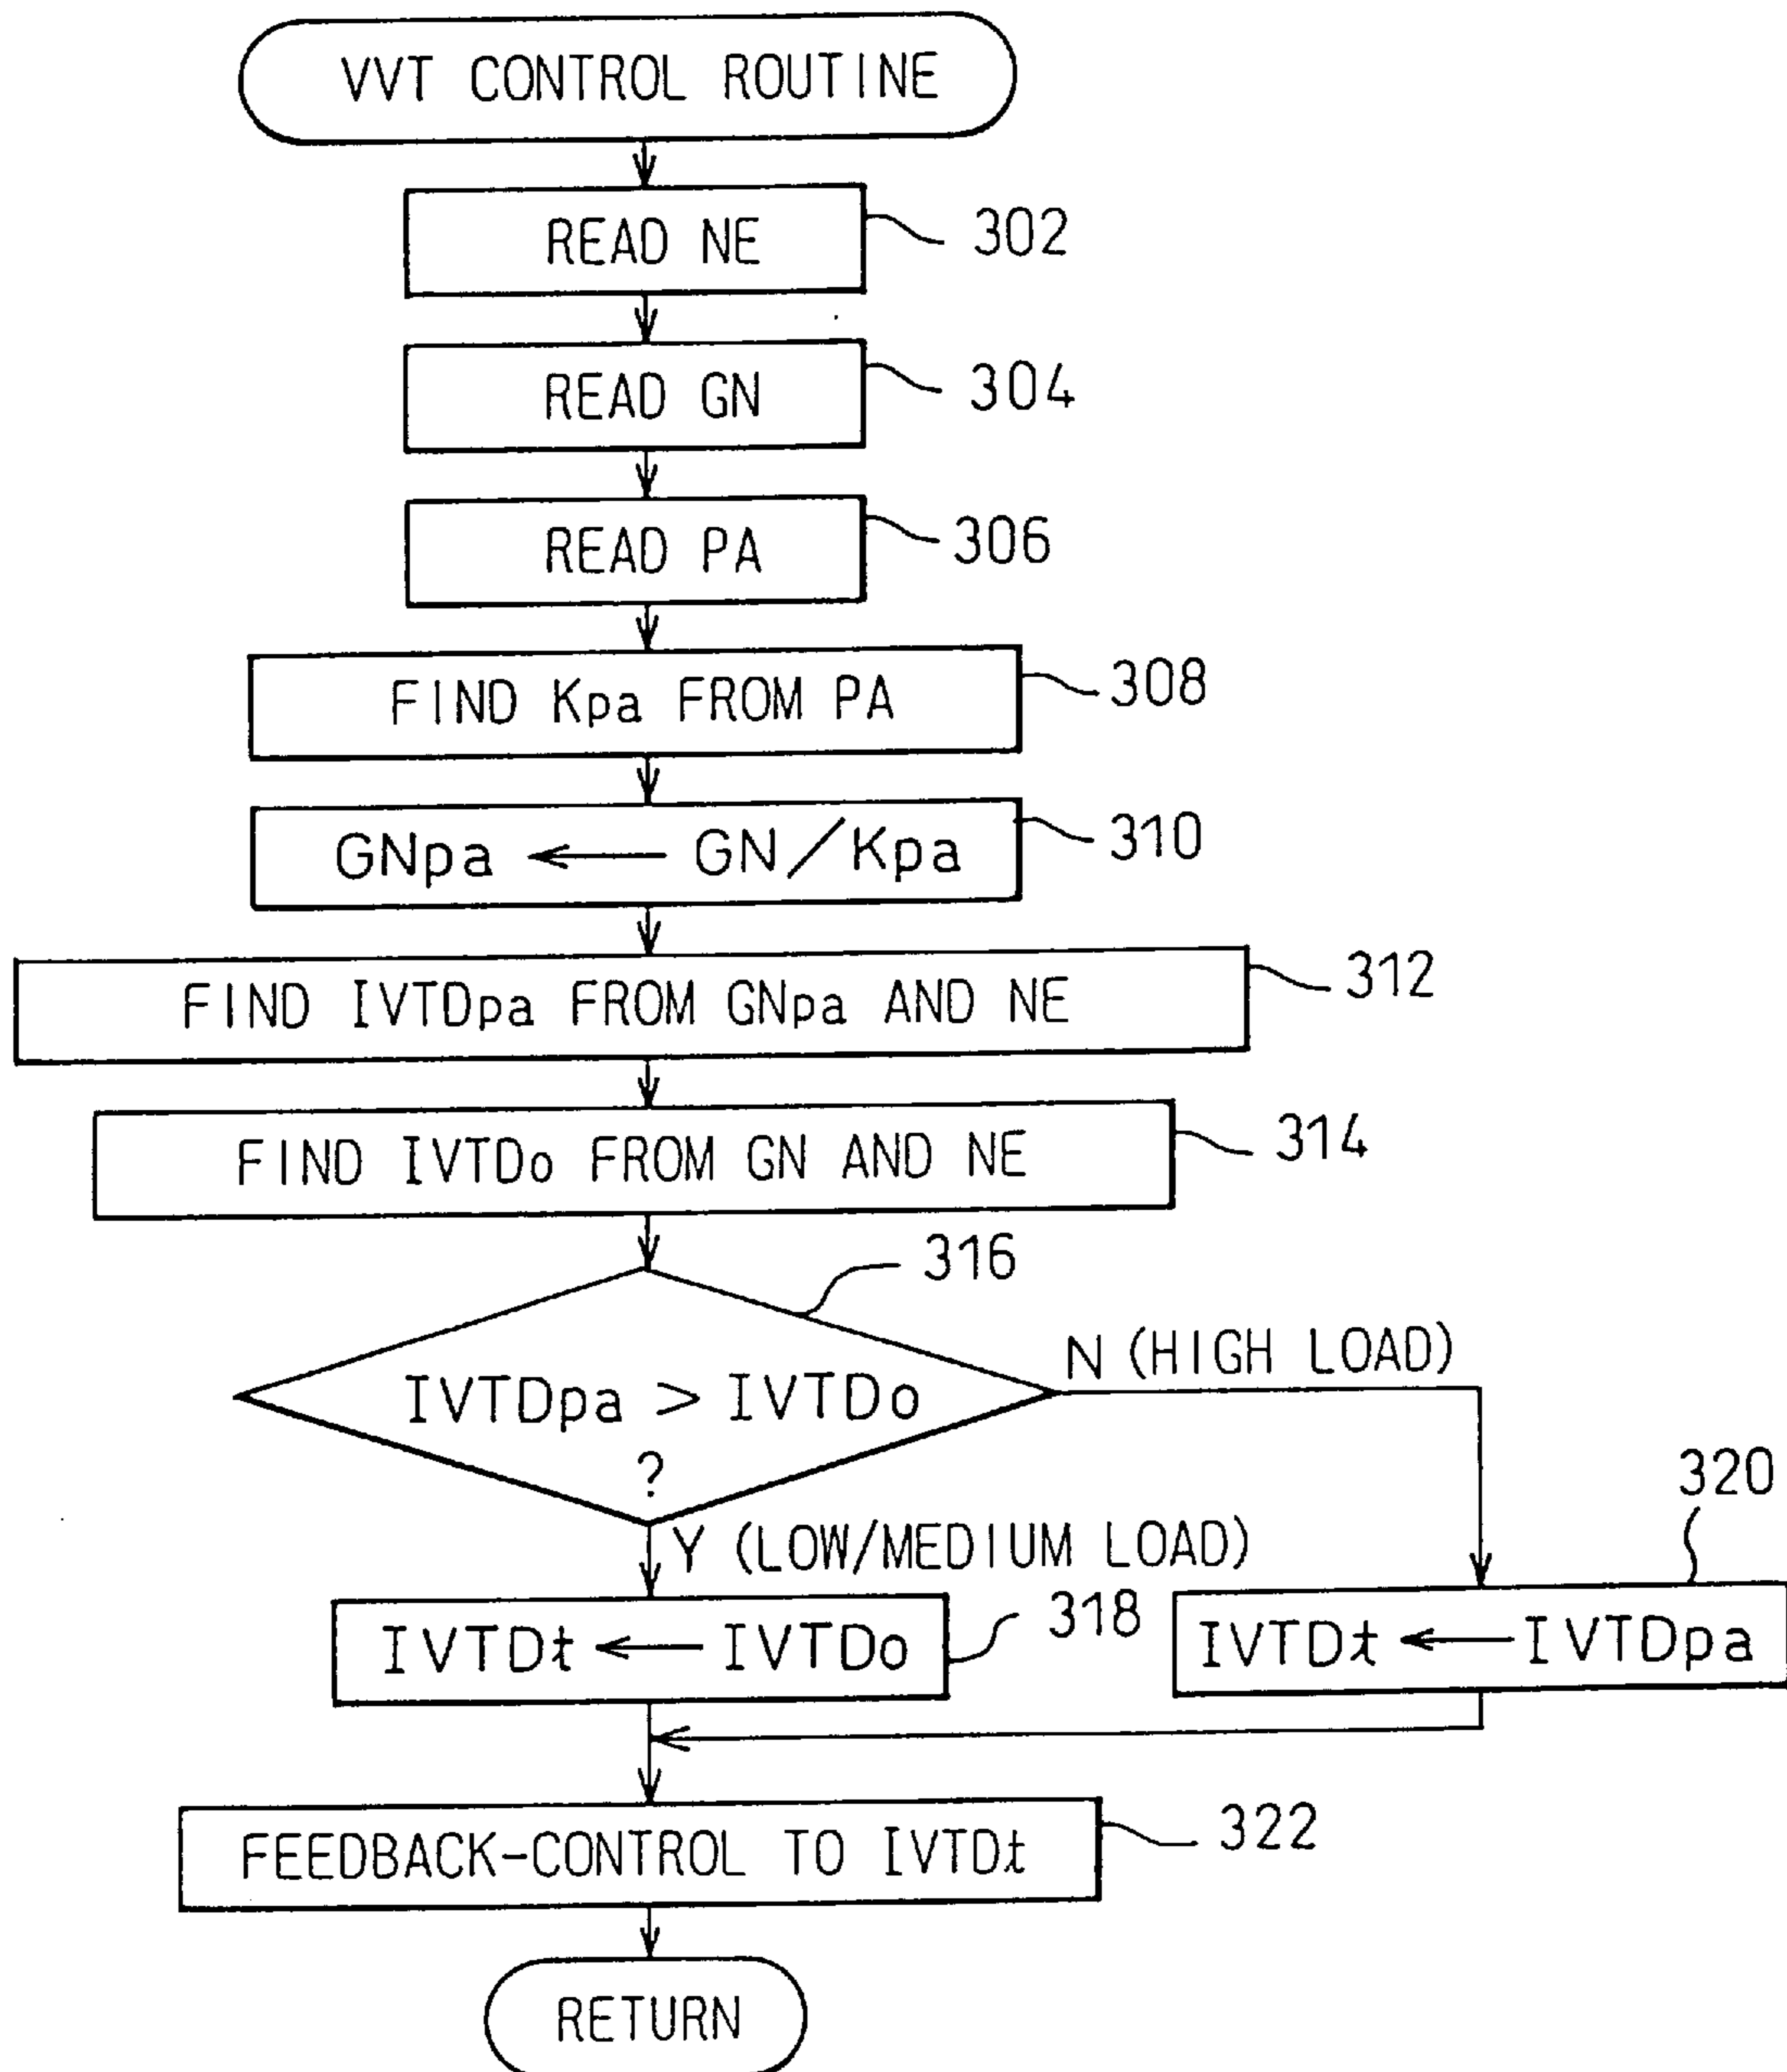 VVT CONTROL ROUTINE
READ NE
302
READ GN
304
READ PA
306
FIND Kpa FROM PA
308
GNpa ← GN/Kpa
310
FIND IVTDpa FROM GNpa AND NE
312
FIND IVTDo FROM GN AND NE
314
316
IVTDpa > IVTDo
?
N (HIGH LOAD)
Y (LOW/MEDIUM LOAD)
IVTDt ← IVTDo
318
320
IVTDt ← IVTDpa
FEEDBACK-CONTROL TO IVTDt
322
RETURN